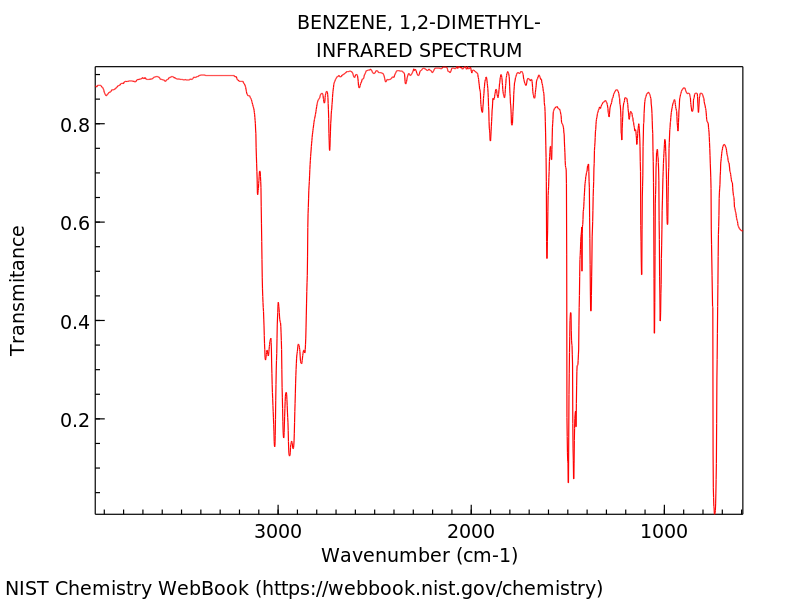 BENZENE, 1,2-DIMETHYL-
INFRARED SPECTRUM
0.8
0.6
0.4
0.2
Transmitance
3000 2000 1000
Wavenumber (cm-1)
NIST Chemistry WebBook (https://webbook.nist.gov/chemistry)